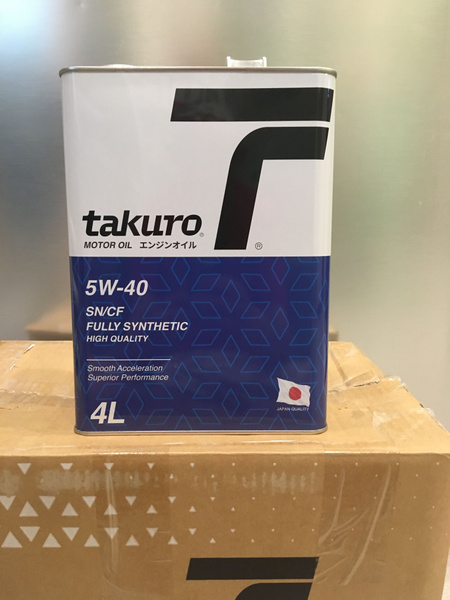 takuro®
MOTOR OIL エンジンオイル
®
5W-40
SN/CF
FULLY SYNTHETIC
HIGH QUALITY
Smooth Acceleration
Superior Performance
JAPAN QUALITY
4L